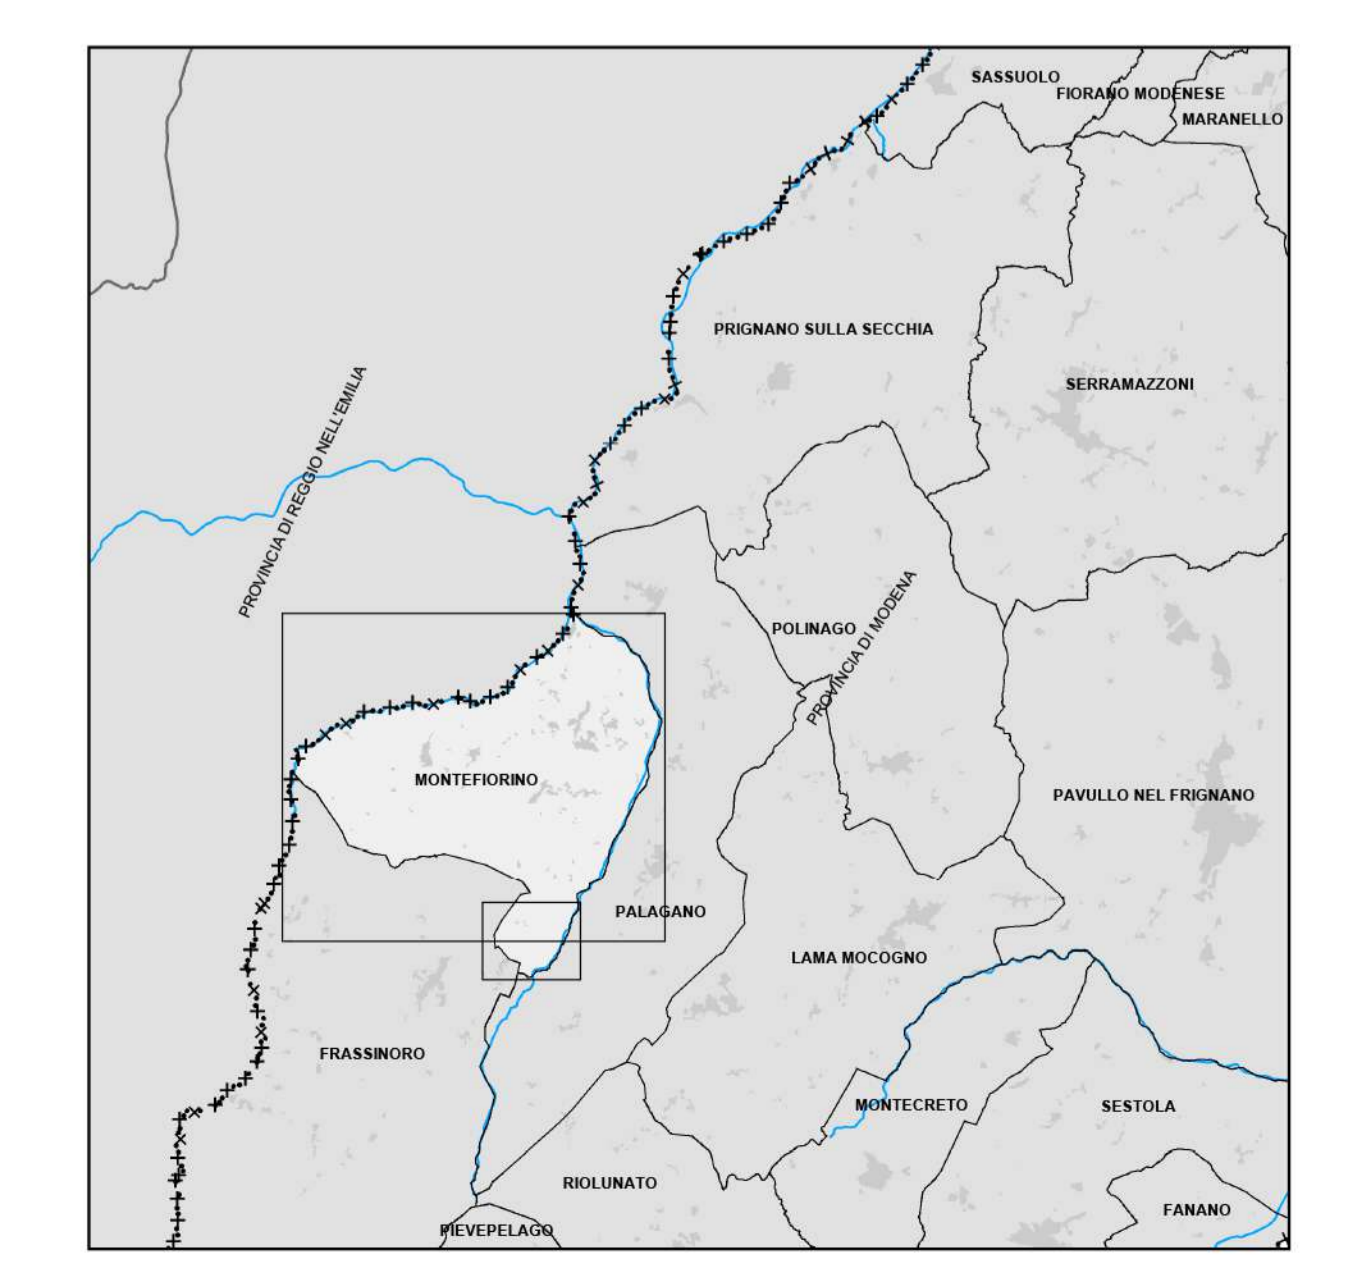 SASSUOLO
FIORANO MODENESE
MARANELLO
PRIGNANO SULLA SECCHIA
SERRAMAZZONI
PROVINCIA DI REGGIO NELL'EMILIA
POLINAGO
PROVINCIA DI MODENA
MONTEFIORINO
PAVULLO NEL FRIGNANO
PALAGANO
LAMA MOCOGNO
FRASSINORO
MONTECRETO
SESTOLA
RIOLUNATO
FANANO
PIEVEPELAGO